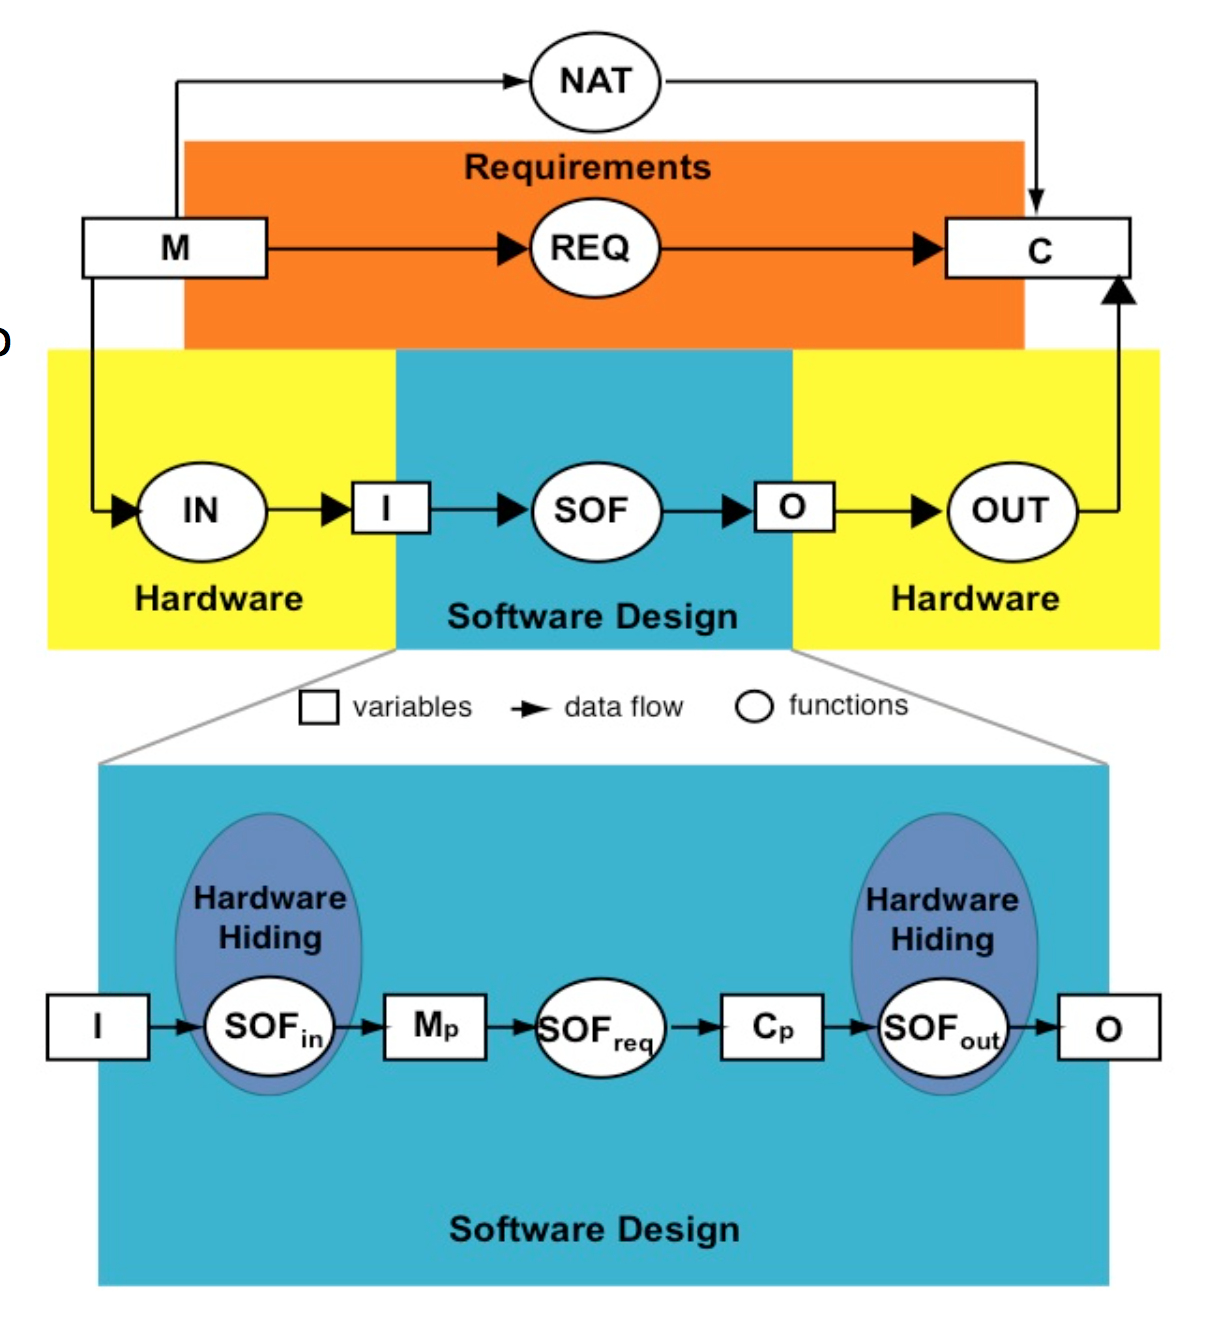 NAT
Requirements
M
REQ
C
IN
I
SOF
O
OUT
Hardware
Software Design
Hardware
variables
data flow
functions
Hardware
Hiding
Hardware
Hiding
I
SOFin
Mp
SOFreq
Cp
SOFout
O
Software Design